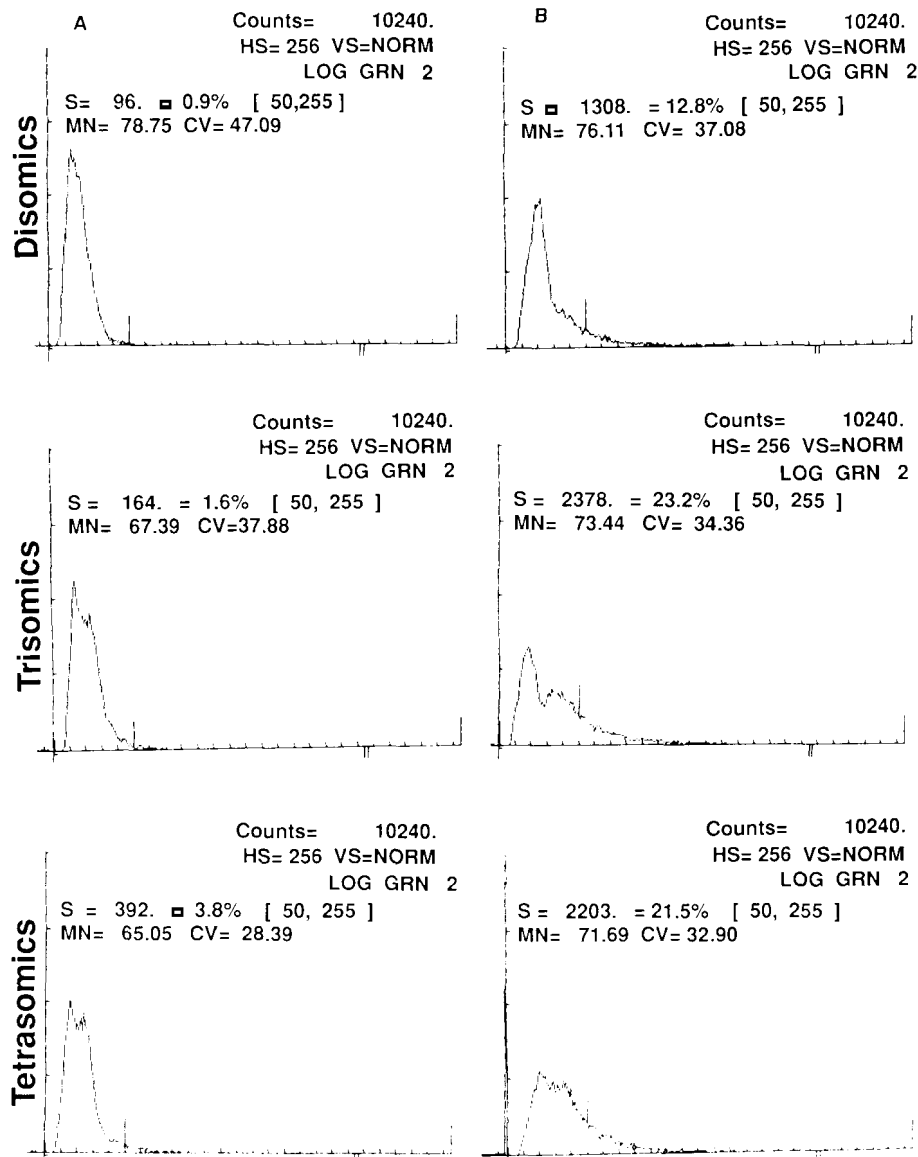 A
Counts= 10240.
HS= 256 VS=NORM
LOG GRN 2
S= 96. = 0.9% [ 50,255 ]
MN= 78.75 CV= 47.09
Disomics
B
Counts= 10240.
HS= 256 VS=NORM
LOG GRN 2
S = 1308. = 12.8% [ 50, 255 ]
MN= 76.11 CV= 37.08
Counts= 10240.
HS= 256 VS=NORM
LOG GRN 2
S = 164. = 1.6% [ 50, 255 ]
MN= 67.39 CV=37.88
Trisomics
Counts= 10240.
HS= 256 VS=NORM
LOG GRN 2
S = 2378. = 23.2% [ 50, 255 ]
MN= 73.44 CV= 34.36
Counts= 10240.
HS= 256 VS=NORM
LOG GRN 2
S = 392. = 3.8% [ 50, 255 ]
MN= 65.05 CV= 28.39
Tetrasomics
Counts= 10240.
HS= 256 VS=NORM
LOG GRN 2
S = 2203. = 21.5% [ 50, 255 ]
MN= 71.69 CV= 32.90